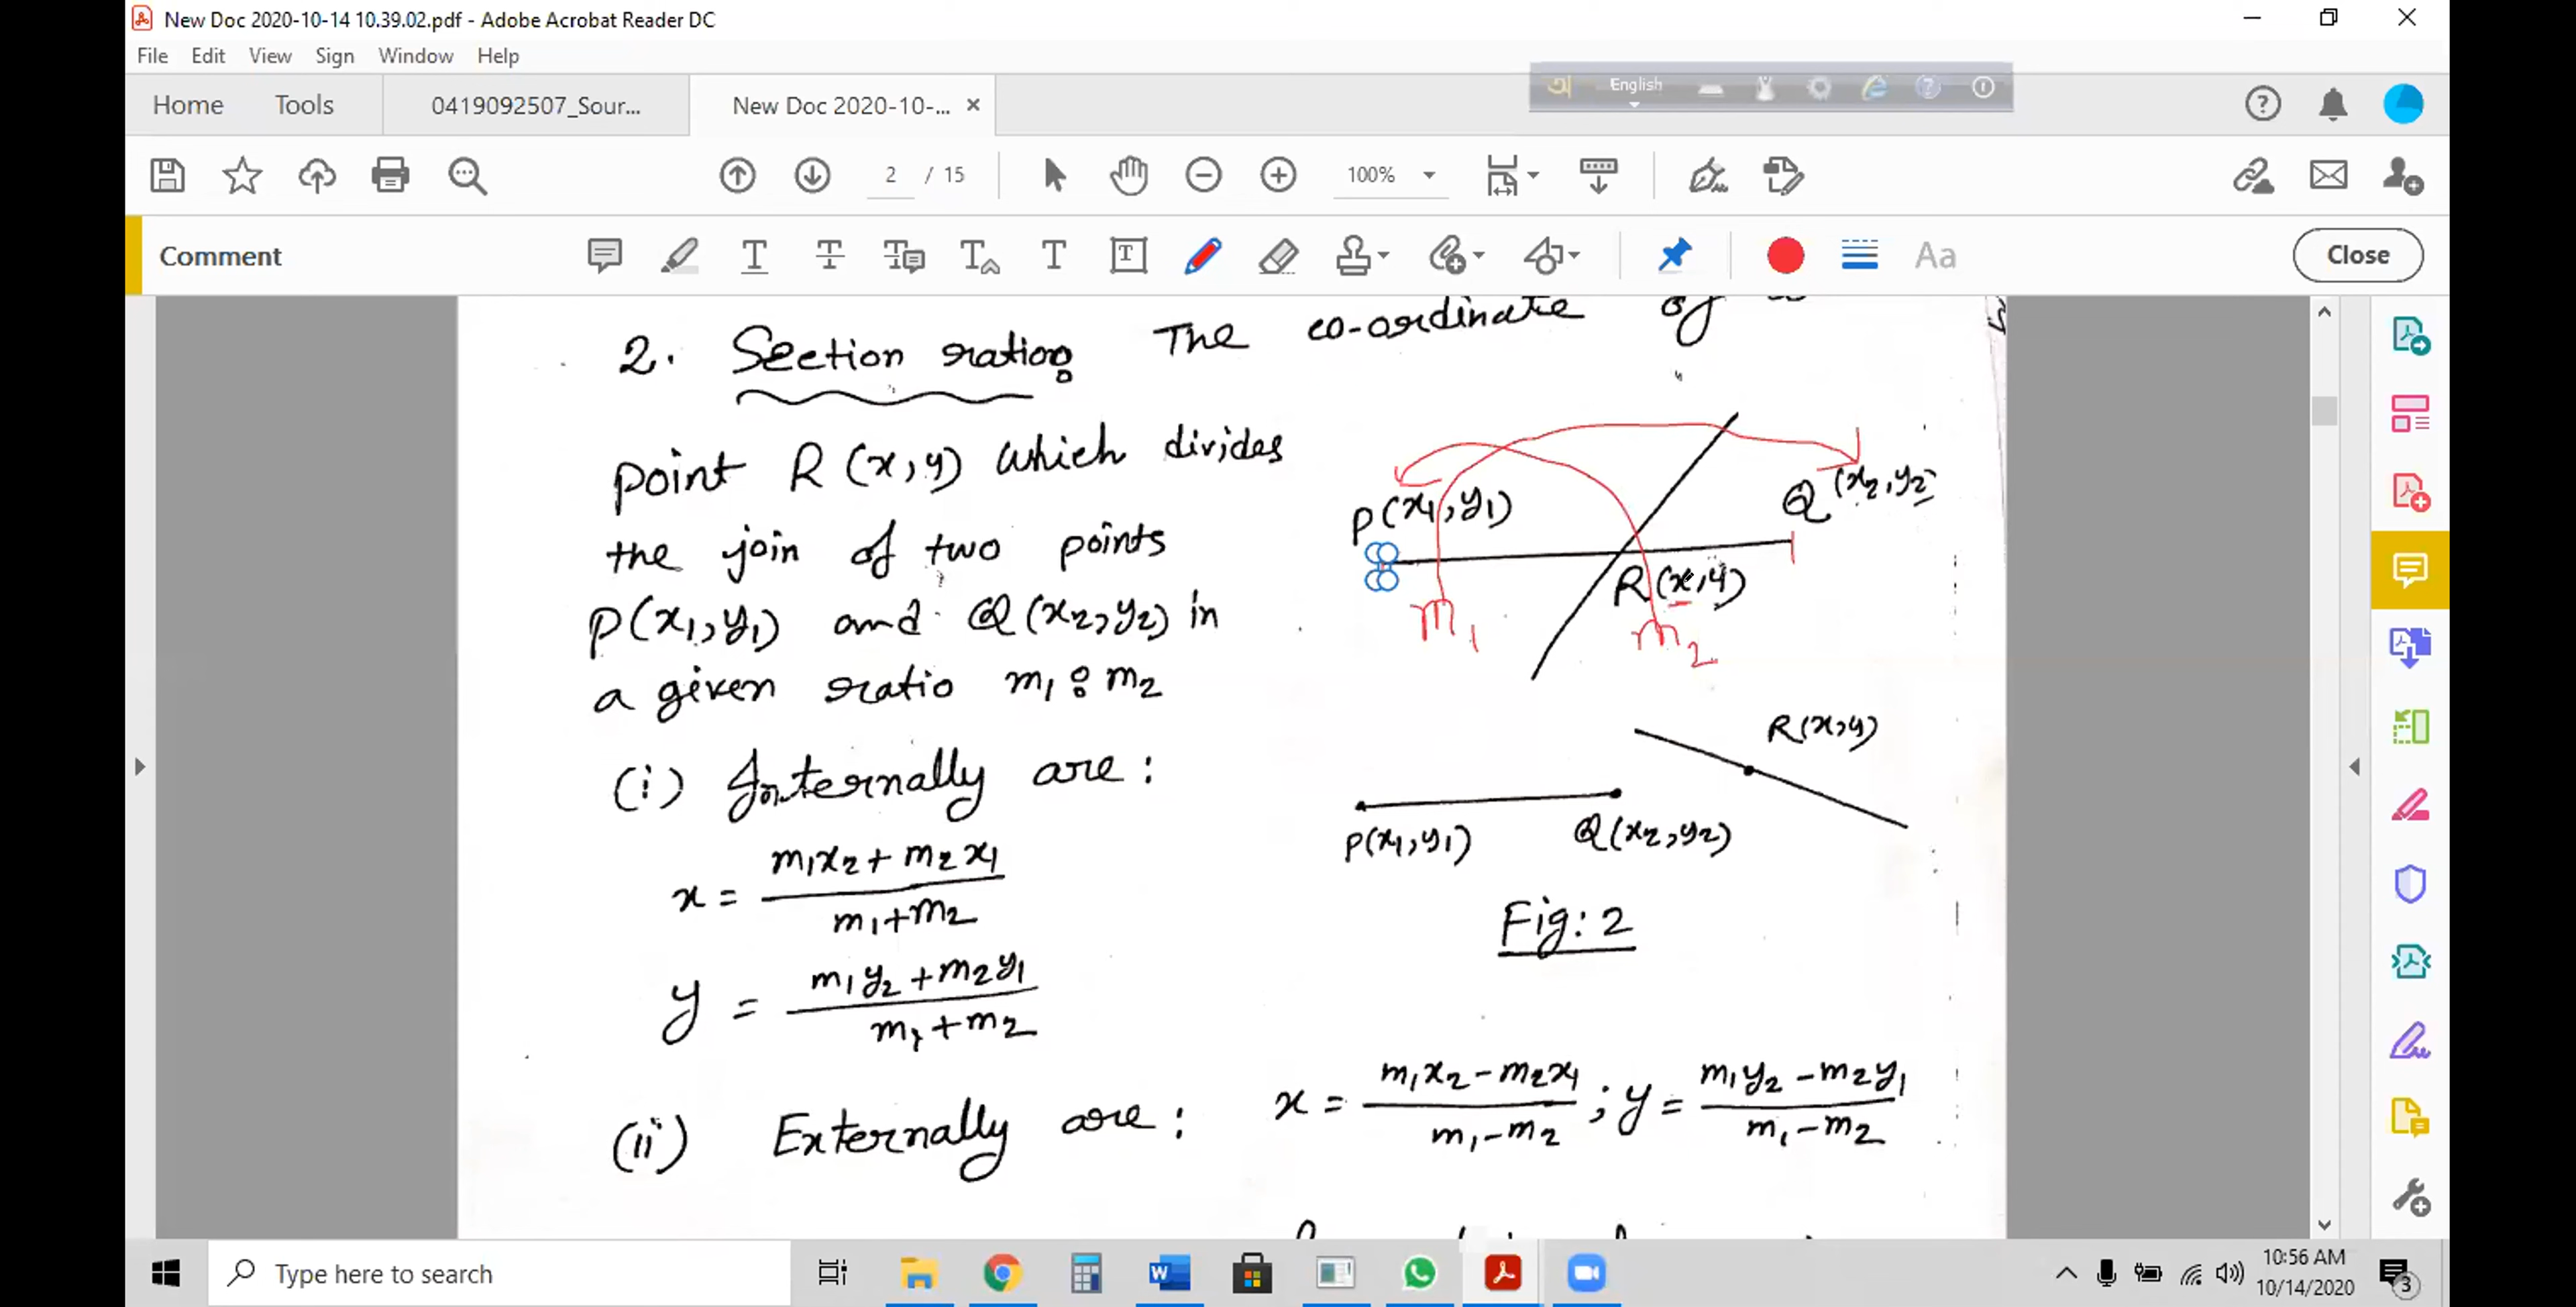 New Doc 2020-10-14 10.39.02.pdf - Adobe Acrobat Reader DC
File Edit View Sign Window Help
English
Home Tools 0419092507_Sour... New Doc 2020-10-...
2 / 15 100%
Comment
Aa
Close
2. Section ratio: The co-ordinate of
point R(x,y) which divides
the join of two points
P(x1,y1) and Q(x2,y2) in
a given ratio m1 : m2
P(x1,y1)
Q(x2,y2)
R(x,y)
m1
m2
(i) Internally are:
x = m1x2 + m2x1 / m1+m2
y = m1y2 + m2y1 / m1+m2
R(x,y)
P(x1,y1)
Q(x2,y2)
Fig: 2
(ii) Externally are: x = m1x2 - m2x1 / m1-m2 ; y = m1y2 - m2y1 / m1-m2
Type here to search
10:56 AM
10/14/2020
3